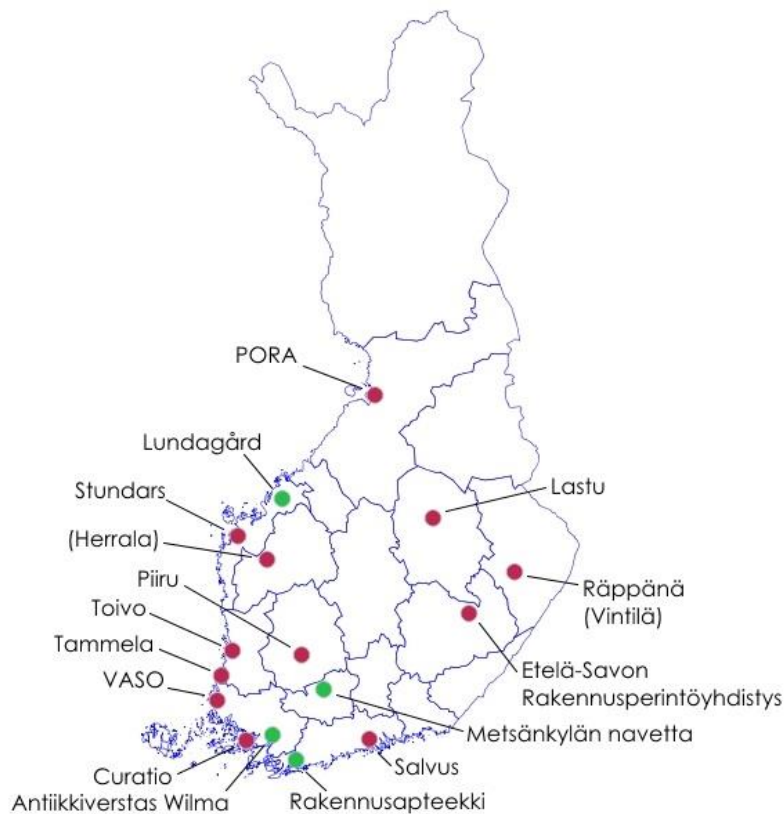 PORA
Lundagård
Stundars
Lastu
(Herrala)
Piiru
Räppänä
(Vintilä)
Toivo
Tammela
Etelä-Savon
Rakennusperintöyhdistys
VASO
Metsänkylän navetta
Curatio
Salvus
Antiikkiverstas Wilma
Rakennusapteekki